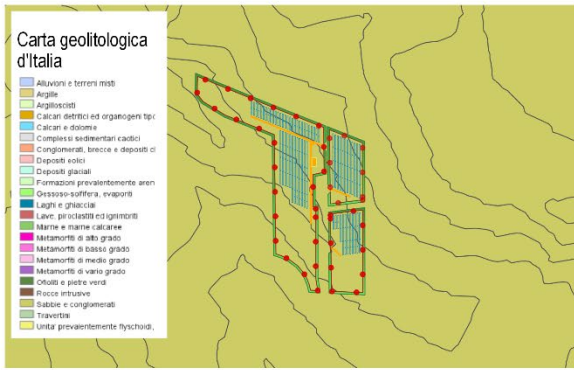 Carta geolitologica
d'Italia
Alluvioni e terreni misti
Argille
Argilloscisti
Calcari detritici ed organogeni tipo
Calcari e dolomie
Complessi sedimentari caotici
Conglomerati, brecce e depositi cl
Depositi eolici
Depositi glaciali
Formazioni prevalentemente aren
Gessoso-solfifera, evaporiti
Laghi e ghiacciai
Lave, piroclastiti ed ignimbriti
Marne e marne calcaree
Metamorfiti di alto grado
Metamorfiti di basso grado
Metamorfiti di medio grado
Metamorfiti di vario grado
Ofioliti e pietre verdi
Rocce intrusive
Sabbie e conglomerati
Travertini
Unita' prevalentemente flyschoidi,